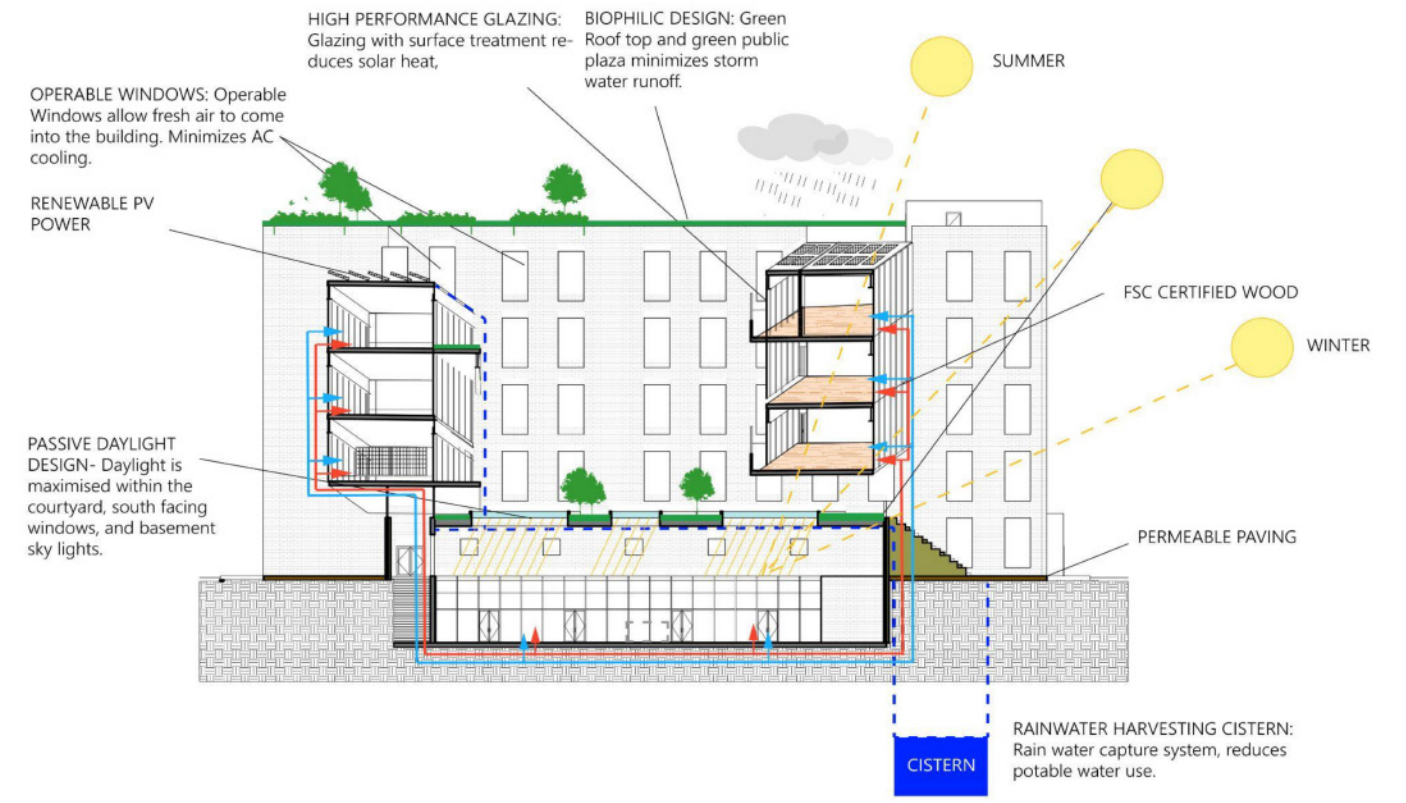 HIGH PERFORMANCE GLAZING:
Glazing with surface treatment re-
duces solar heat,
BIOPHILIC DESIGN: Green
Roof top and green public
plaza minimizes storm
water runoff.
SUMMER
OPERABLE WINDOWS: Operable
Windows allow fresh air to come
into the building. Minimizes AC
cooling.
RENEWABLE PV
POWER
FSC CERTIFIED WOOD
WINTER
PASSIVE DAYLIGHT
DESIGN- Daylight is
maximised within the
courtyard, south facing
windows, and basement
sky lights.
PERMEABLE PAVING
RAINWATER HARVESTING CISTERN:
Rain water capture system, reduces
potable water use.
CISTERN